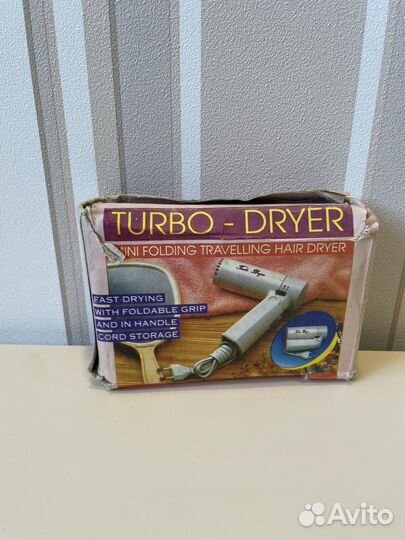 TURBO - DRYER
MINI FOLDING TRAVELLING HAIR DRYER
FAST-DRYING
WITH FOLDABLE GRIP
AND IN HANDLE
CORD STORAGE
Avito